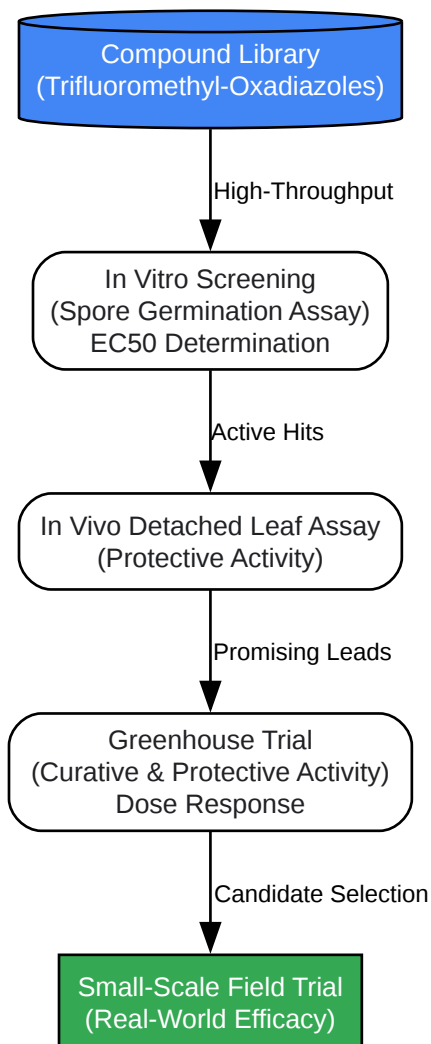 Compound Library
(Trifluoromethyl-Oxadiazoles)
High-Throughput
In Vitro Screening
(Spore Germination Assay)
EC50 Determination
Active Hits
In Vivo Detached Leaf Assay
(Protective Activity)
Promising Leads
Greenhouse Trial
(Curative & Protective Activity)
Dose Response
Candidate Selection
Small-Scale Field Trial
(Real-World Efficacy)